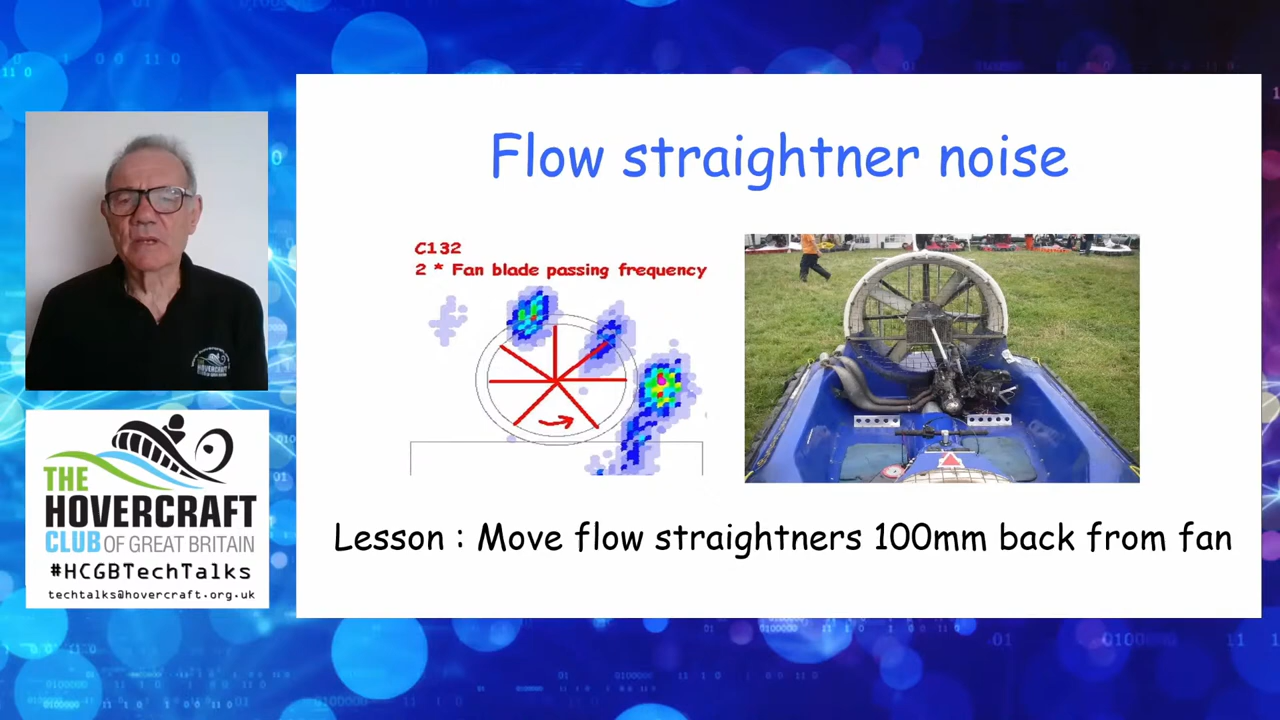 Flow straightner noise
C132
2 * Fan blade passing frequency
Lesson : Move flow straightners 100mm back from fan
THE
HOVERCRAFT
CLUB OF GREAT BRITAIN
#HCGBTechTalks
techtalks@hovercraft.org.uk